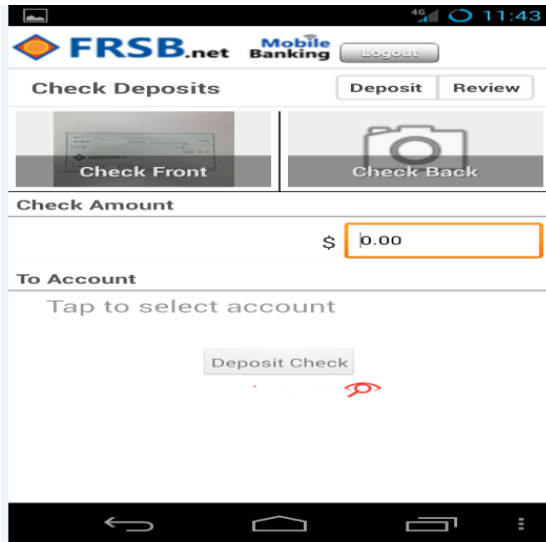 4G 11:43
FRSB.net Mobile Banking Logout
Check Deposits Deposit Review
Check Front Check Back
Check Amount
$ 0.00
To Account
Tap to select account
Deposit Check